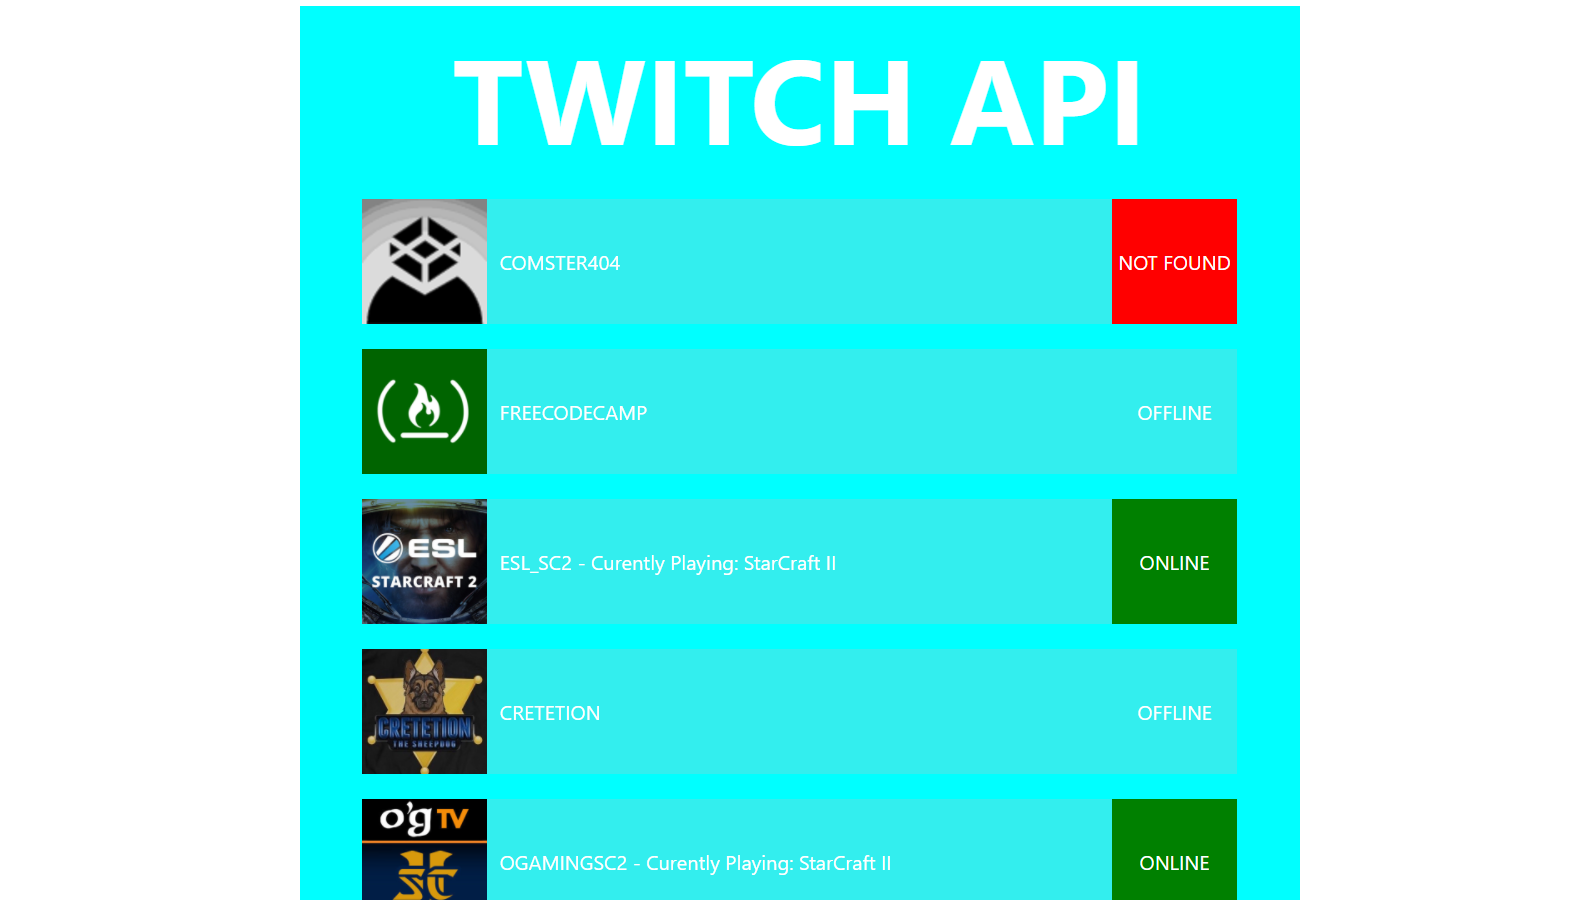 TWITCH API
COMSTER404
NOT FOUND
FREECODECAMP
OFFLINE
ESL
STARCRAFT 2
ESL_SC2 - Curently Playing: StarCraft II
ONLINE
CRETETION
THE SHEEPDOG
CRETETION
OFFLINE
o'g TV
SC
OGAMINGSC2 - Curently Playing: StarCraft II
ONLINE